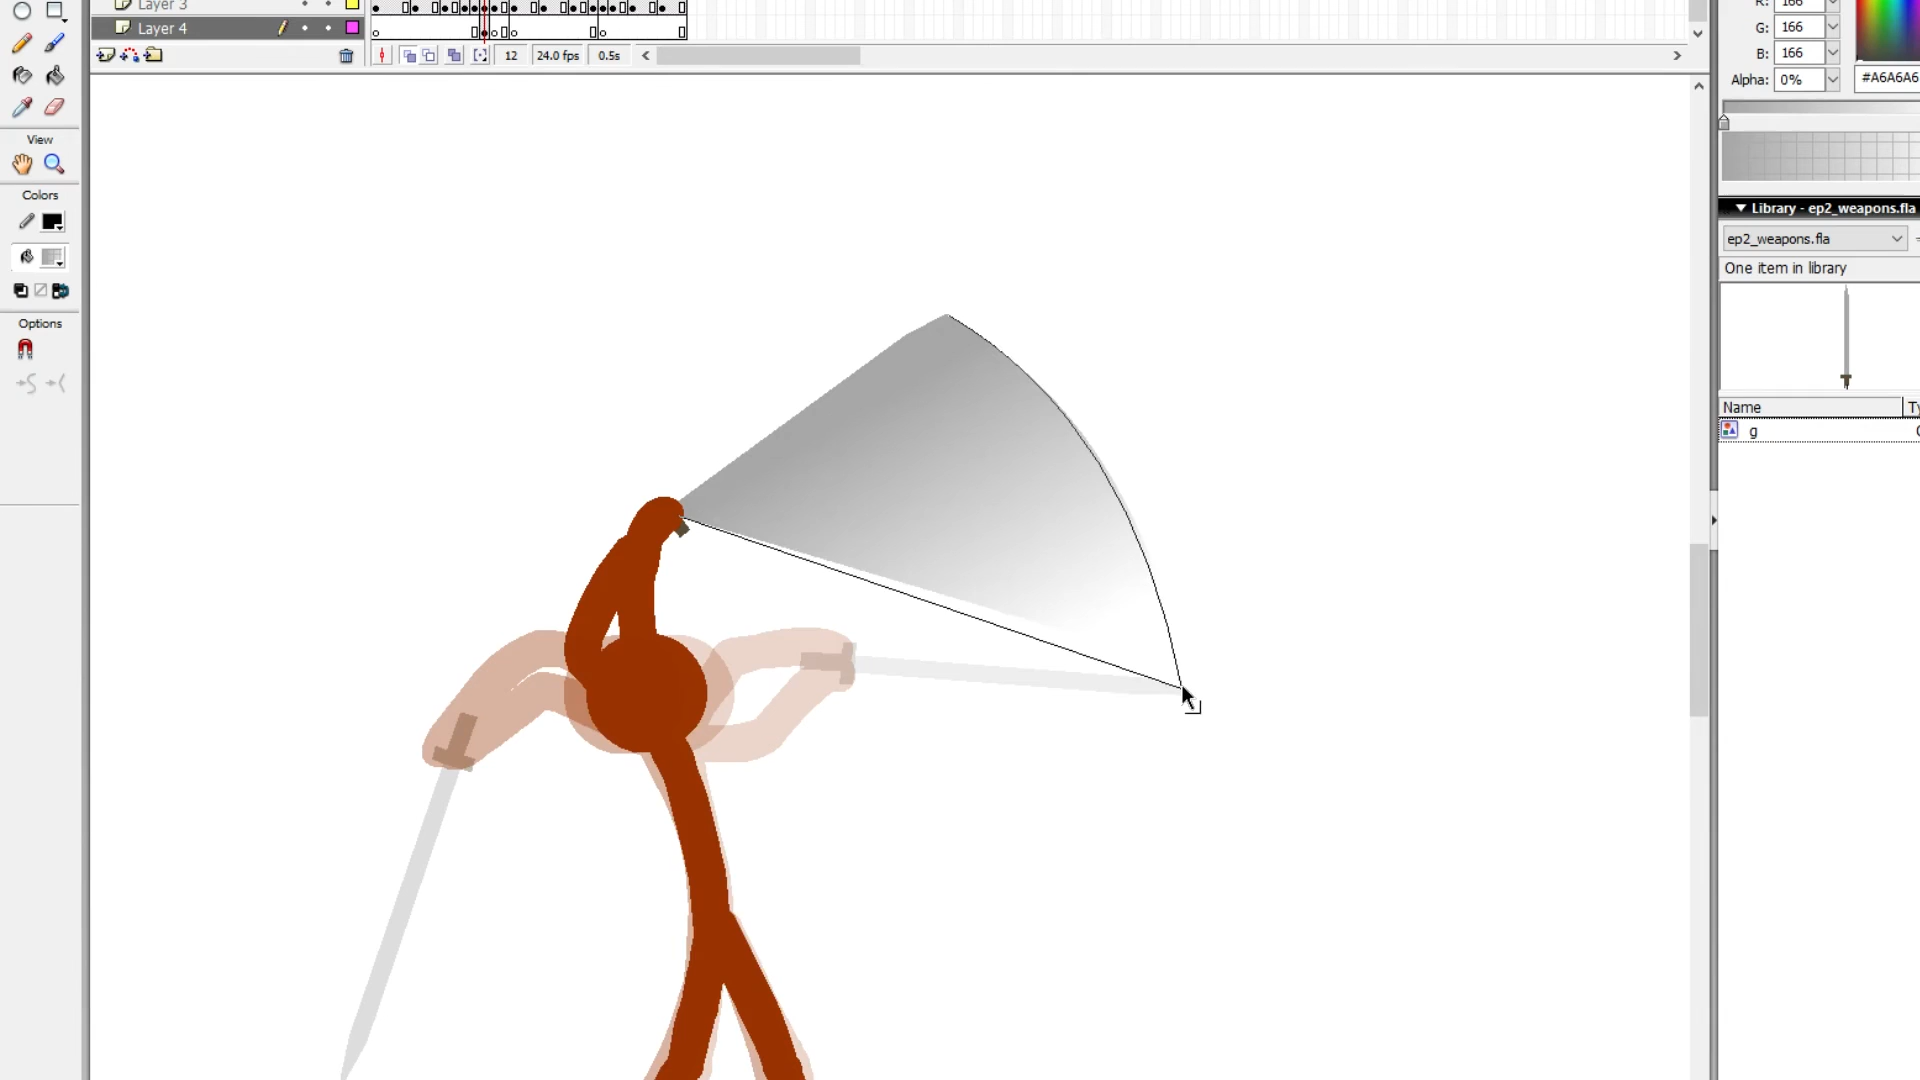 Layer 3
Layer 4
12
24.0 fps
0.5s
View
Colors
Options
R: 166
G: 166
B: 166
Alpha: 0%
#A6A6A6
Library - ep2_weapons.fla
ep2_weapons.fla
One item in library
Name
g